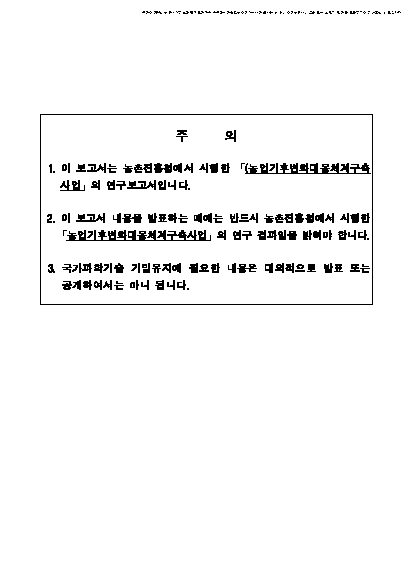 주 의
1. 이 보고서는 농촌진흥청에서 시행한 「(농업기후변화대응체계구축
사업」의 연구보고서입니다.
2. 이 보고서 내용을 발표하는 때에는 반드시 농촌진흥청에서 시행한
「농업기후변화대응체계구축사업」의 연구 결과임을 밝혀야 합니다.
3. 국가과학기술 기밀유지에 필요한 내용은 대외적으로 발표 또는
공개하여서는 아니 됩니다.